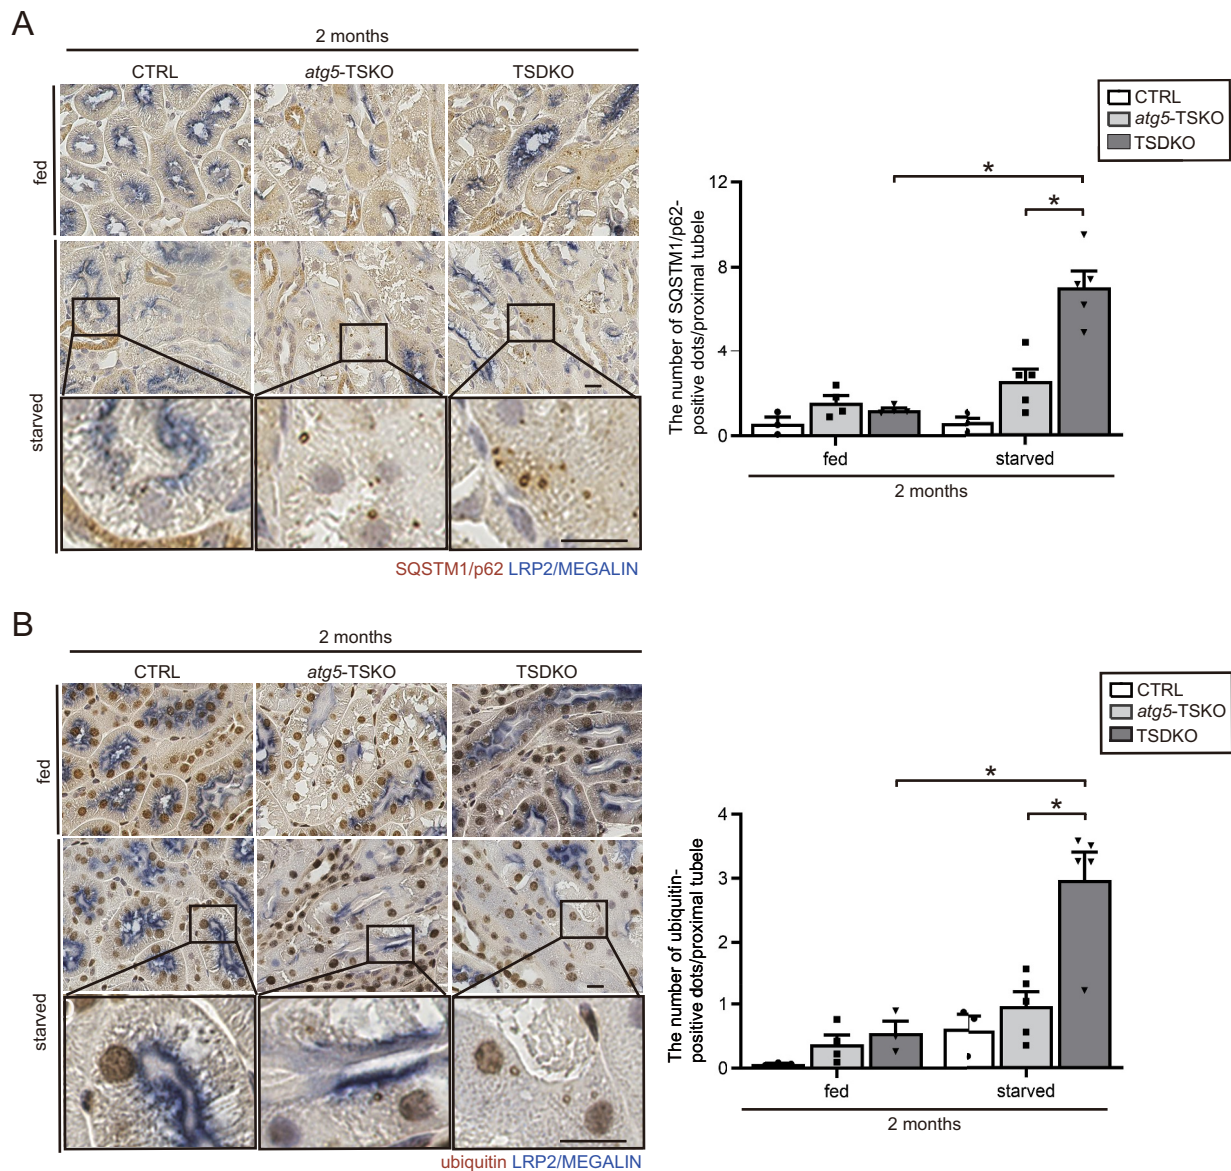 A
2 months
CTRL atg5-TSKO TSDKO
fed
starved
SQSTM1/p62 LRP2/MEGALIN
CTRL
atg5-TSKO
TSDKO
The number of SQSTM1/p62-
positive dots/proximal tubele
12
8
4
0
* *
fed starved
2 months
B
2 months
CTRL atg5-TSKO TSDKO
fed
starved
ubiquitin LRP2/MEGALIN
CTRL
atg5-TSKO
TSDKO
The number of ubiquitin-
positive dots/proximal tubele
4
3
2
1
0
* *
fed starved
2 months